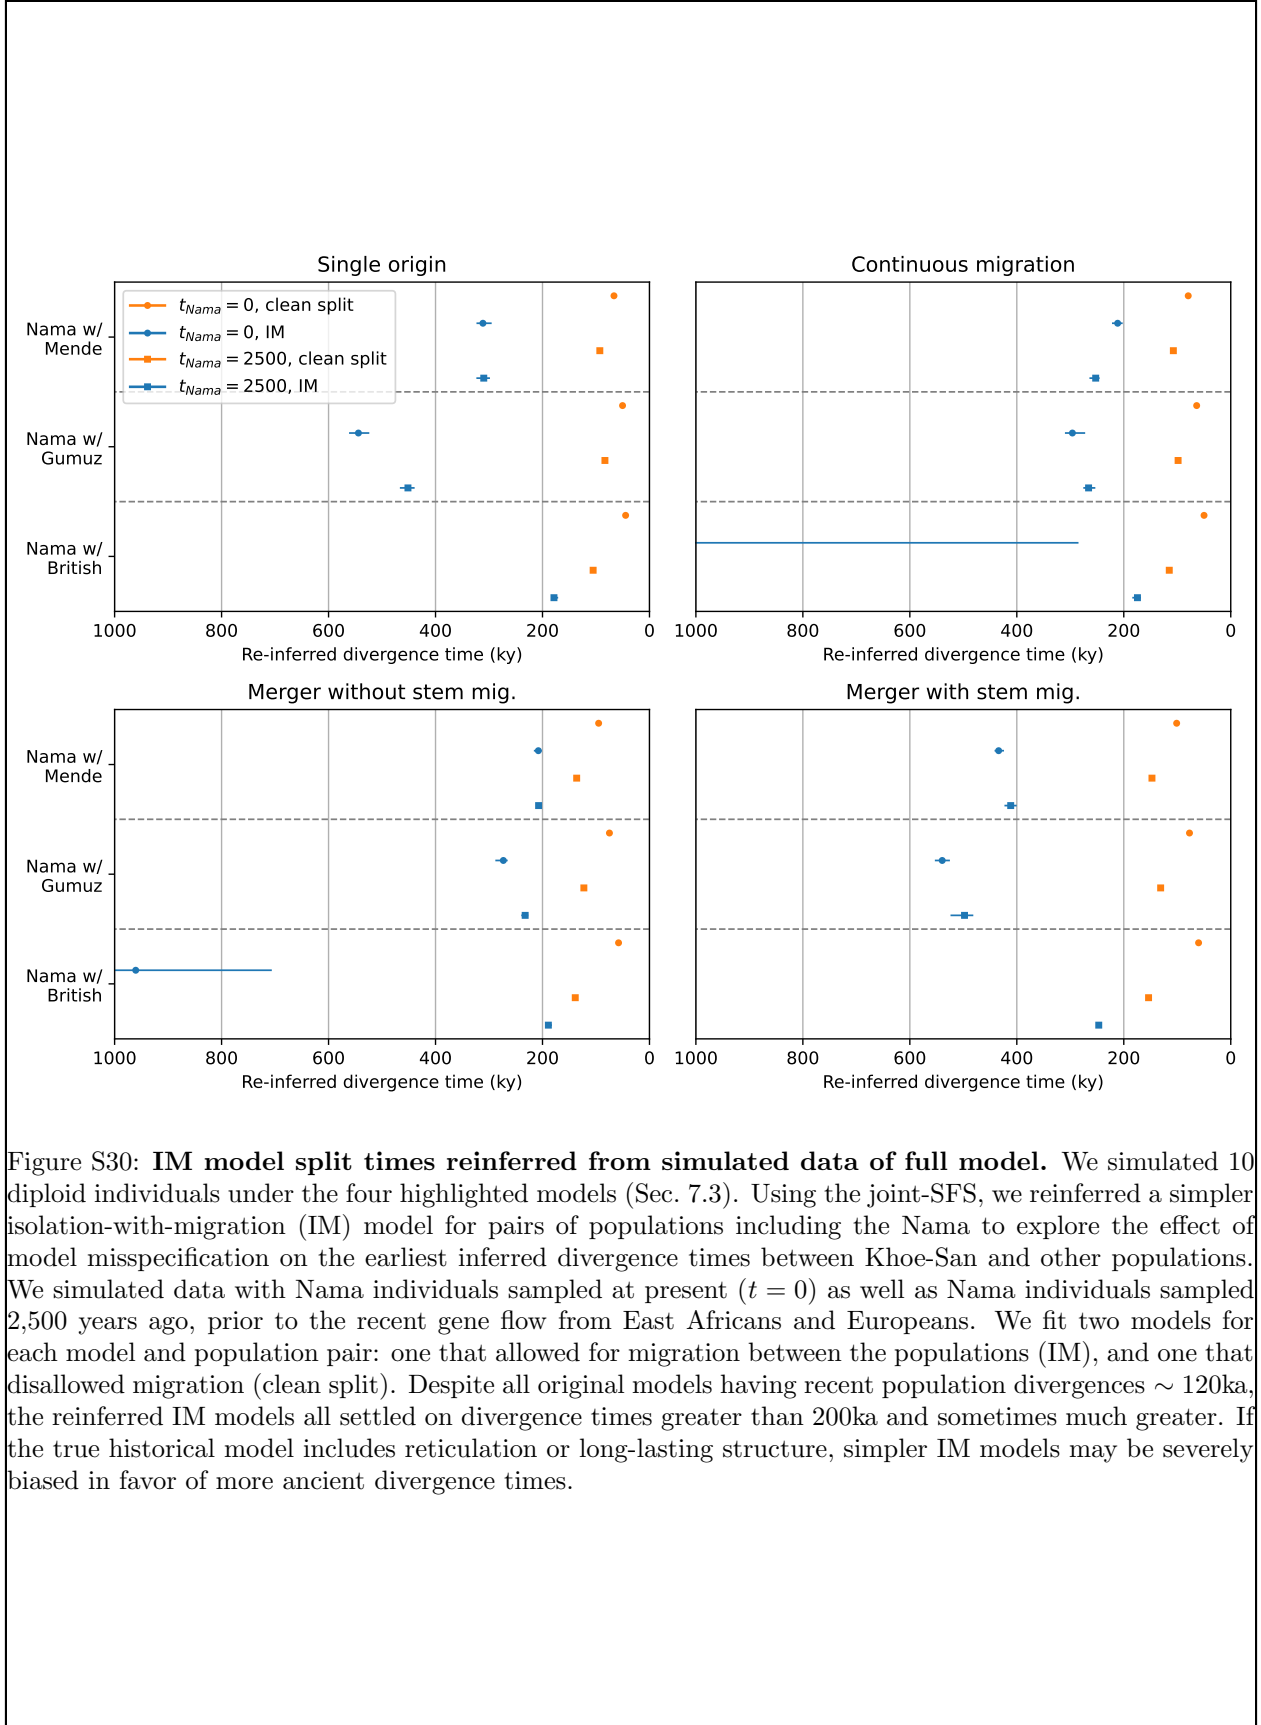 Single origin
Continuous migration
t_Nama = 0, clean split
t_Nama = 0, IM
t_Nama = 2500, clean split
t_Nama = 2500, IM
Nama w/
Mende
Nama w/
Gumuz
Nama w/
British
1000 800 600 400 200 0
Re-inferred divergence time (ky)
1000 800 600 400 200 0
Re-inferred divergence time (ky)
Merger without stem mig.
Merger with stem mig.
Nama w/
Mende
Nama w/
Gumuz
Nama w/
British
1000 800 600 400 200 0
Re-inferred divergence time (ky)
1000 800 600 400 200 0
Re-inferred divergence time (ky)
Figure S30: IM model split times reinferred from simulated data of full model. We simulated 10
diploid individuals under the four highlighted models (Sec. 7.3). Using the joint-SFS, we reinferred a simpler
isolation-with-migration (IM) model for pairs of populations including the Nama to explore the effect of
model misspecification on the earliest inferred divergence times between Khoe-San and other populations.
We simulated data with Nama individuals sampled at present (t = 0) as well as Nama individuals sampled
2,500 years ago, prior to the recent gene flow from East Africans and Europeans. We fit two models for
each model and population pair: one that allowed for migration between the populations (IM), and one that
disallowed migration (clean split). Despite all original models having recent population divergences ∼ 120ka,
the reinferred IM models all settled on divergence times greater than 200ka and sometimes much greater. If
the true historical model includes reticulation or long-lasting structure, simpler IM models may be severely
biased in favor of more ancient divergence times.